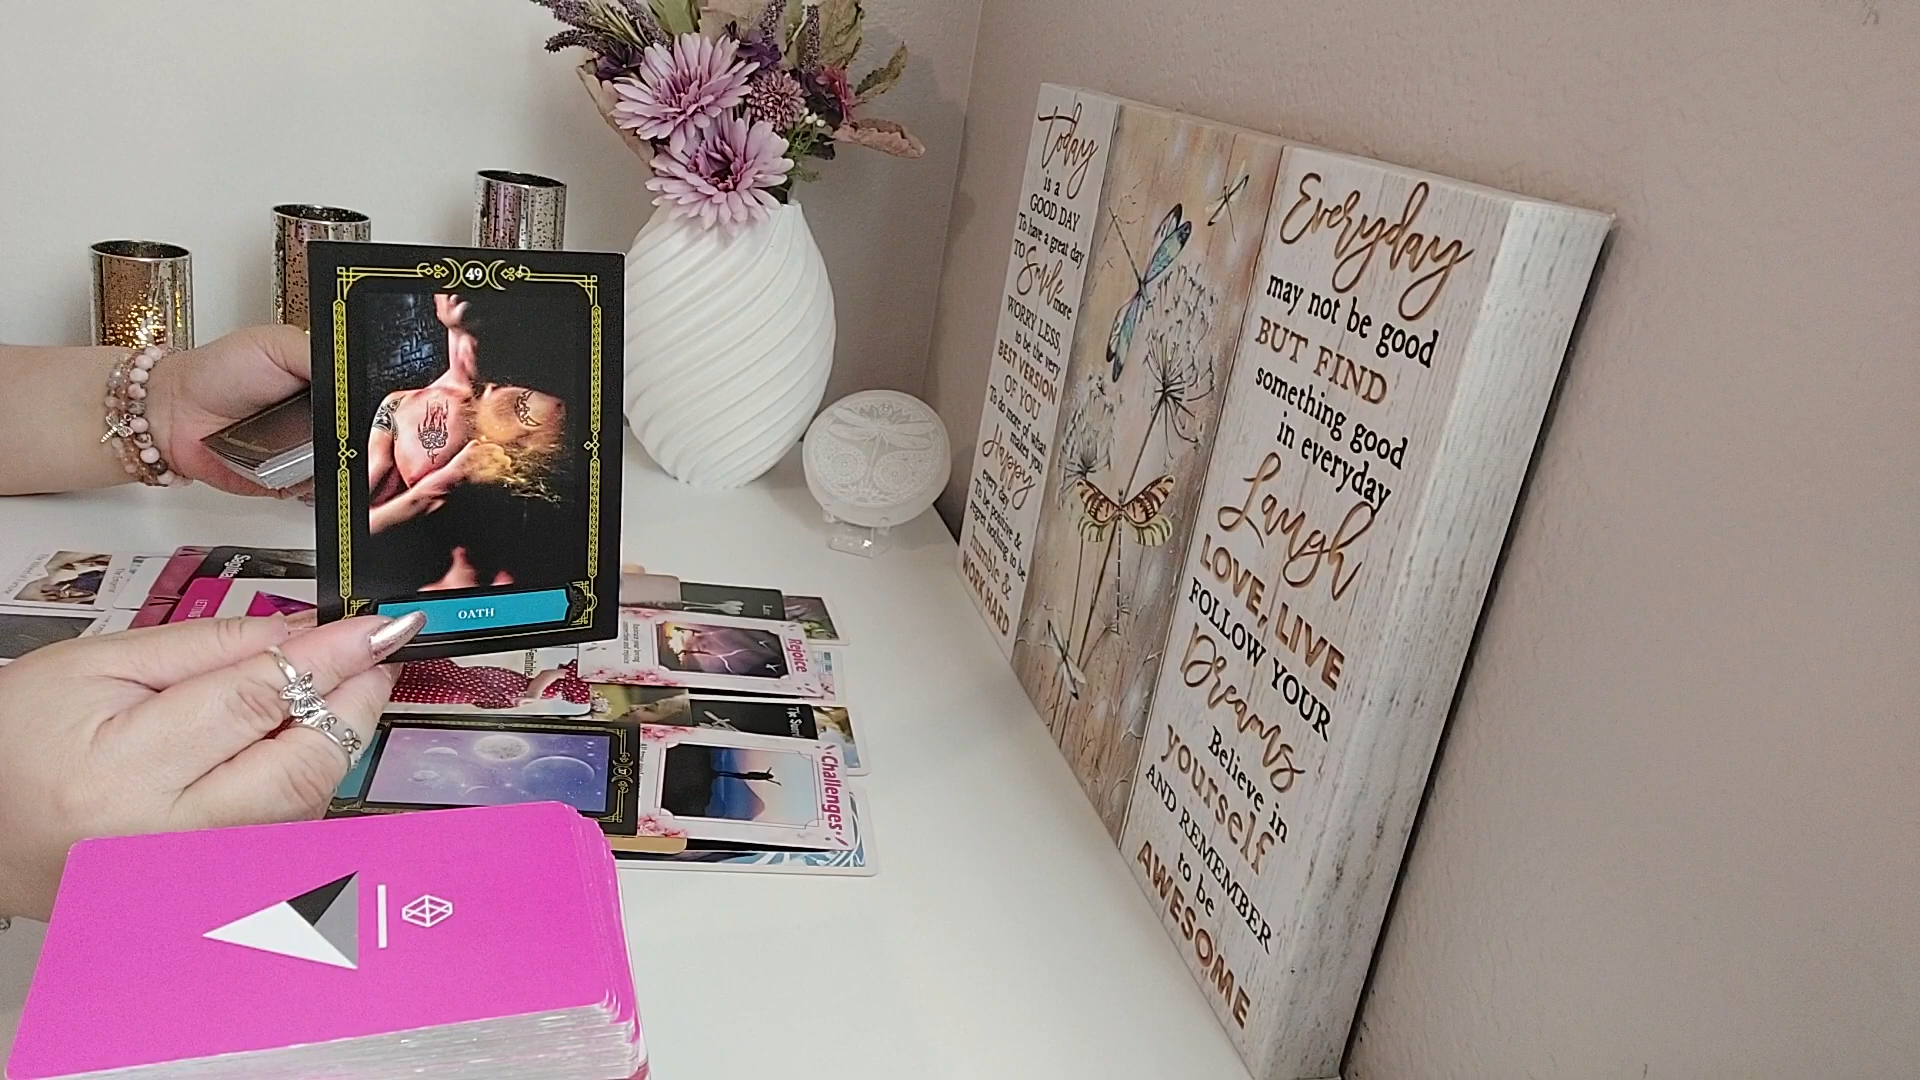 49
OATH
today
is a
GOOD DAY
To have a great day
TO Smile more
WORRY LESS,
to be the very
BEST VERSION
OF YOU
To do more of what
makes you
Happy
every day
To be positive &
regret nothing to be
humble &
WORK HARD
Everyday
may not be good
BUT FIND
something good
in everyday
Laugh
LOVE, LIVE
FOLLOW YOUR
Dreams
Believe in
yourself
AND REMEMBER
to be
AWESOME
Rejoice
Challenges